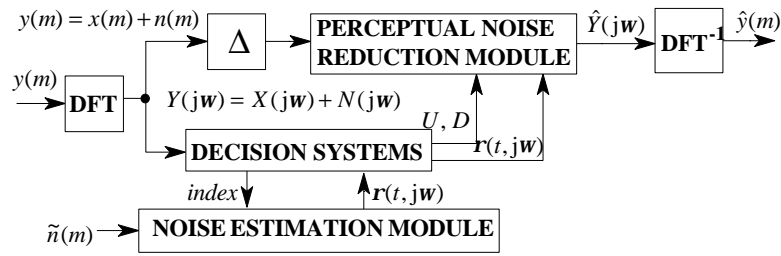 y(m) = x(m) + n(m)
Δ
PERCEPTUAL NOISE
REDUCTION MODULE
Ŷ(jw)
DFT⁻¹
ŷ(m)
y(m)
DFT
Y(jw) = X(jw) + N(jw)
U, D
DECISION SYSTEMS
r(t, jw)
index
r(t, jw)
ñ(m)
NOISE ESTIMATION MODULE